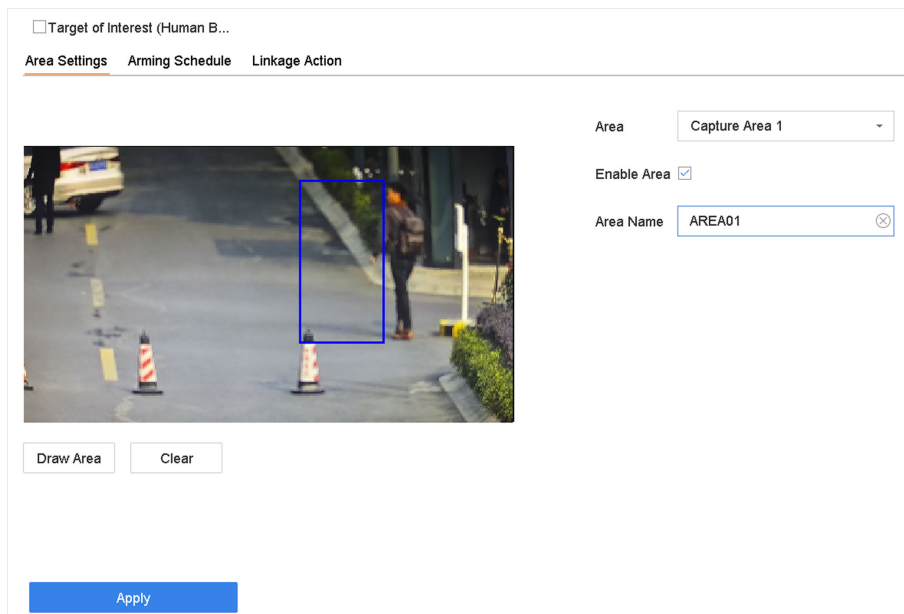 Target of Interest (Human B...
Area Settings Arming Schedule Linkage Action
Area Capture Area 1
Enable Area
Area Name AREA01
Draw Area Clear
Apply